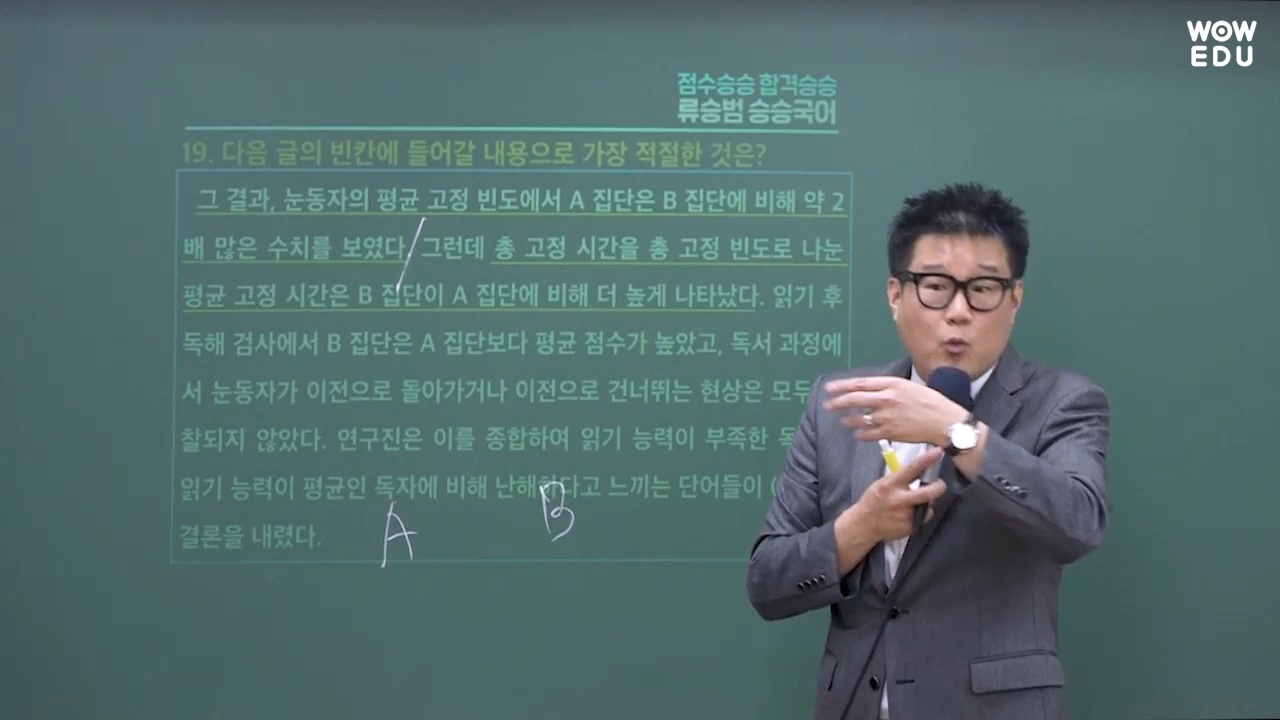 WOW
EDU
점수승승 합격승승
류승범 승승국어
19. 다음 글의 빈칸에 들어갈 내용으로 가장 적절한 것은?
그 결과, 눈동자의 평균 고정 빈도에서 A 집단은 B 집단에 비해 약 2
배 많은 수치를 보였다. 그런데 총 고정 시간을 총 고정 빈도로 나눈
평균 고정 시간은 B 집단이 A 집단에 비해 더 높게 나타났다. 읽기 후
독해 검사에서 B 집단은 A 집단보다 평균 점수가 높았고, 독서 과정에
서 눈동자가 이전으로 돌아가거나 이전으로 건너뛰는 현상은 모두
찰되지 않았다. 연구진은 이를 종합하여 읽기 능력이 부족한
읽기 능력이 평균인 독자에 비해 난해하다고 느끼는 단어들이 (
결론을 내렸다.
A B